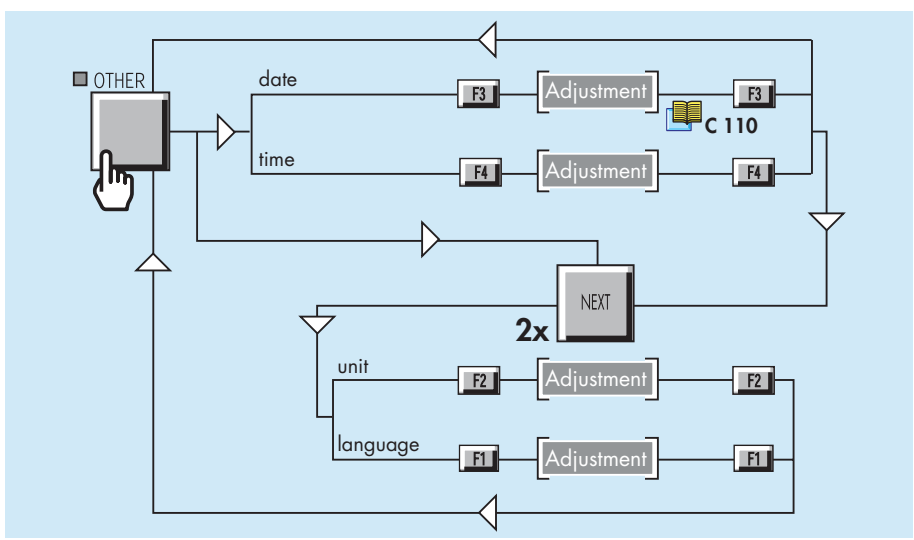 OTHER
date
F3 Adjustment F3
C 110
time
F4 Adjustment F4
NEXT
2x
unit
F2 Adjustment F2
language
F1 Adjustment F1